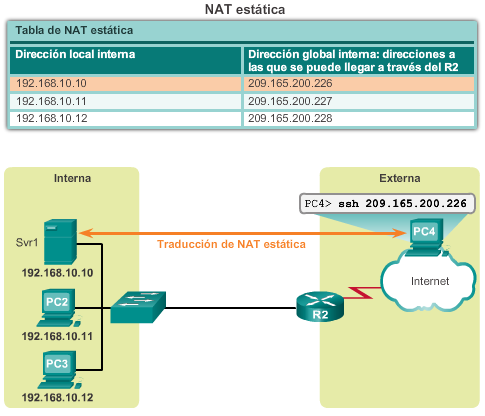 NAT estática
Tabla de NAT estática
Dirección local interna
Dirección global interna: direcciones a
las que se puede llegar a través del R2
192.168.10.10
209.165.200.226
192.168.10.11
209.165.200.227
192.168.10.12
209.165.200.228
Interna
Externa
PC4> ssh 209.165.200.226
Svr1
Traducción de NAT estática
PC4
192.168.10.10
Internet
PC2
R2
192.168.10.11
PC3
192.168.10.12